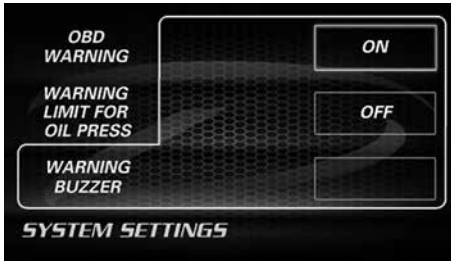 OBD
WARNING
ON
WARNING
LIMIT FOR
OIL PRESS
OFF
WARNING
BUZZER
SYSTEM SETTINGS